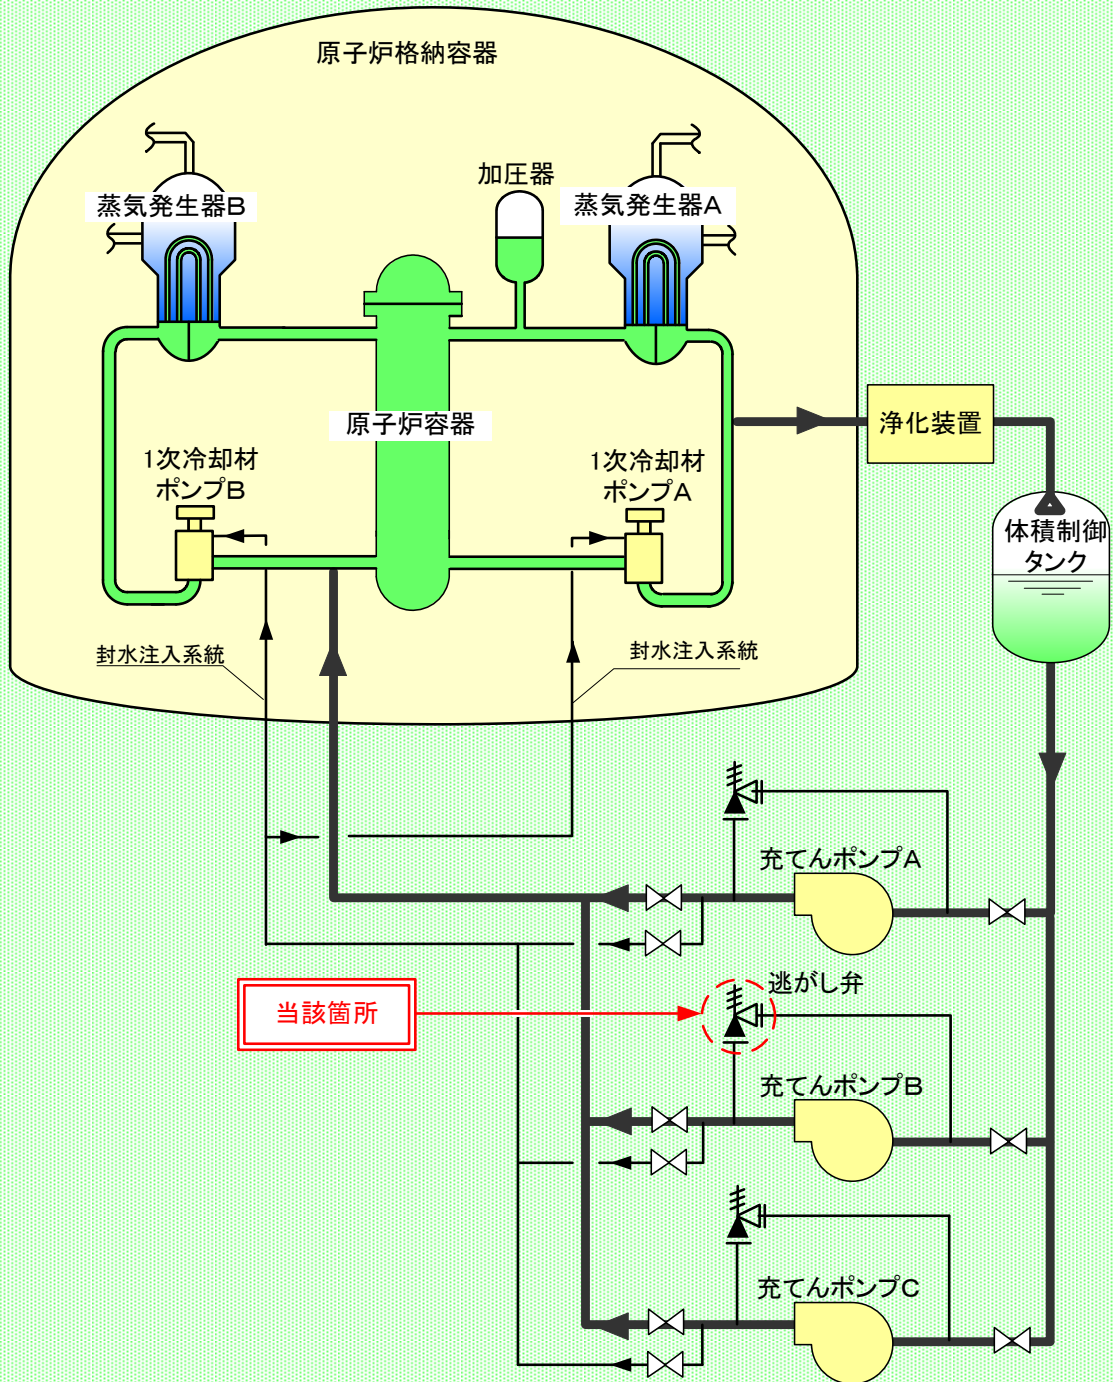 原子炉格納容器
加圧器
蒸気発生器B
蒸気発生器A
原子炉容器
浄化装置
1次冷却材
ポンプB
1次冷却材
ポンプA
体積制御
タンク
封水注入系統
封水注入系統
充てんポンプA
逃がし弁
当該箇所
充てんポンプB
充てんポンプC